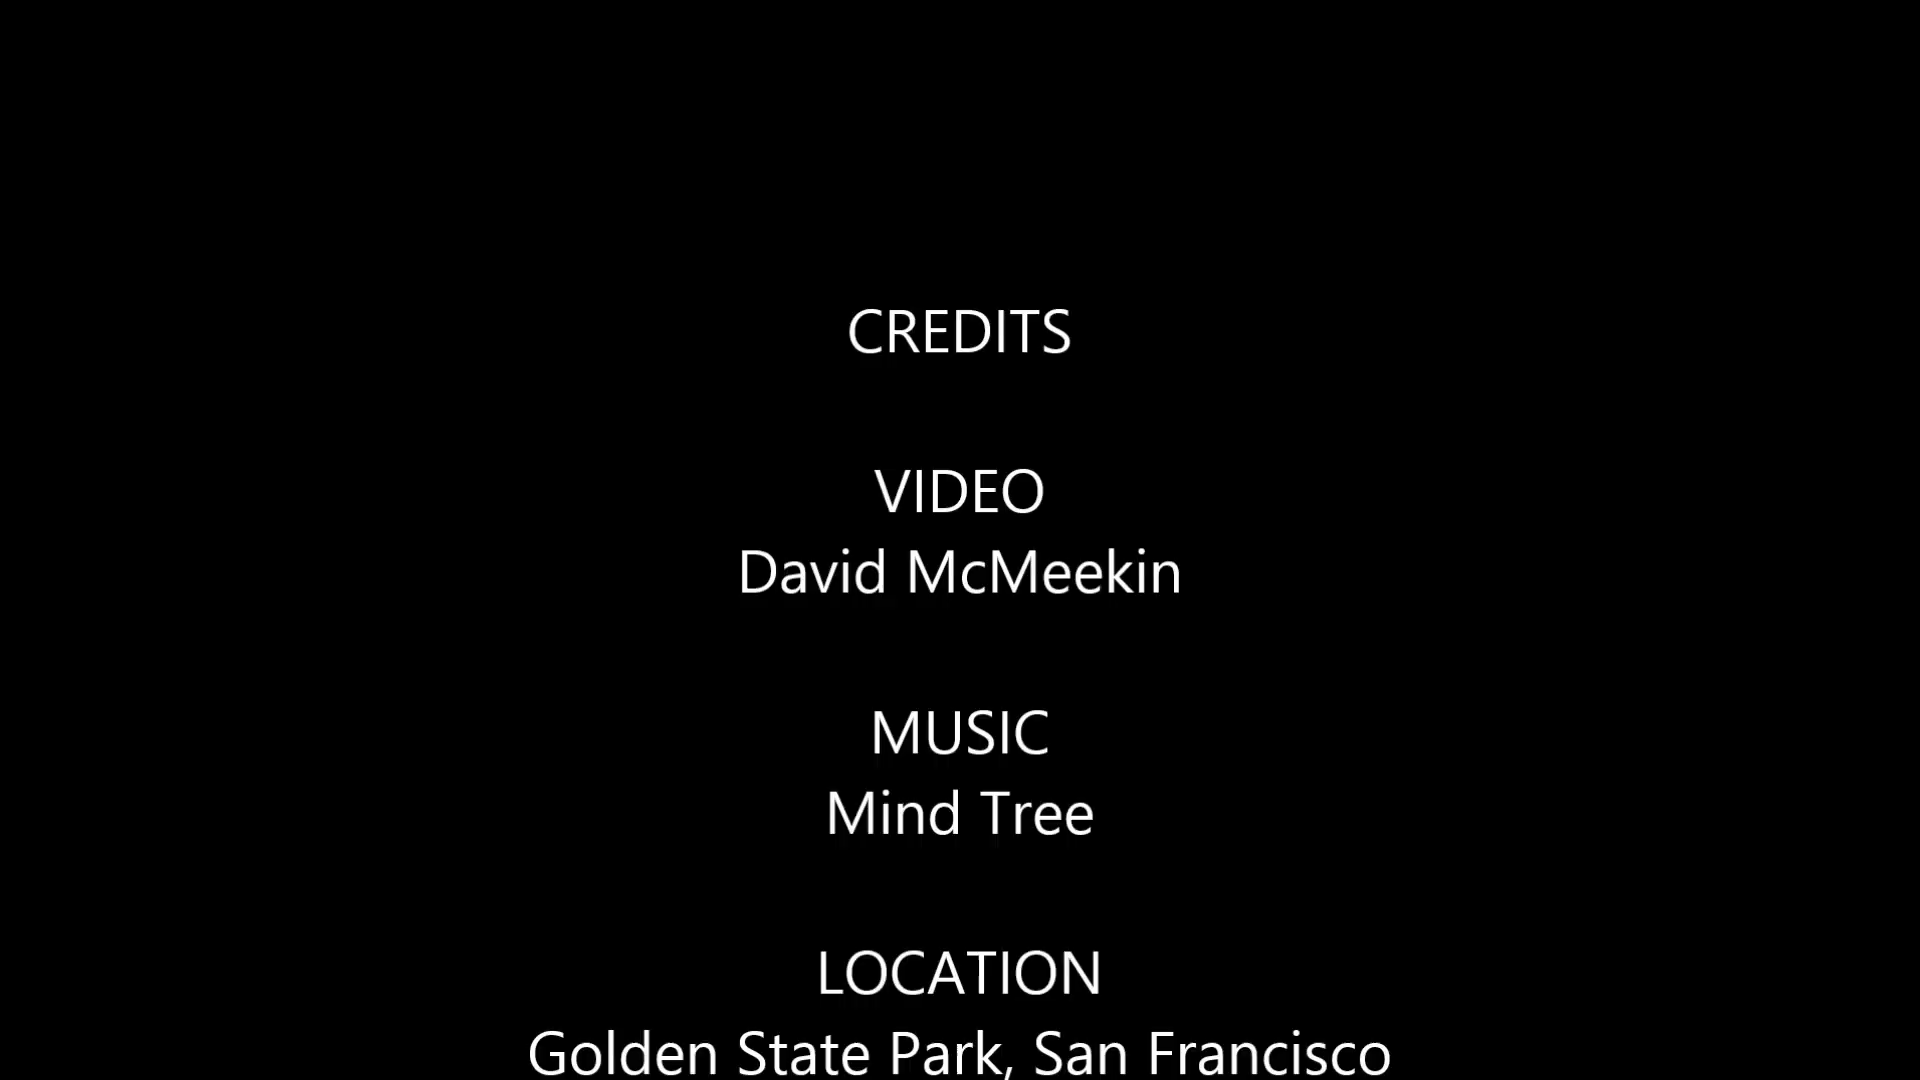 CREDITS
VIDEO
David McMeekin
MUSIC
Mind Tree
LOCATION
Golden State Park, San Francisco